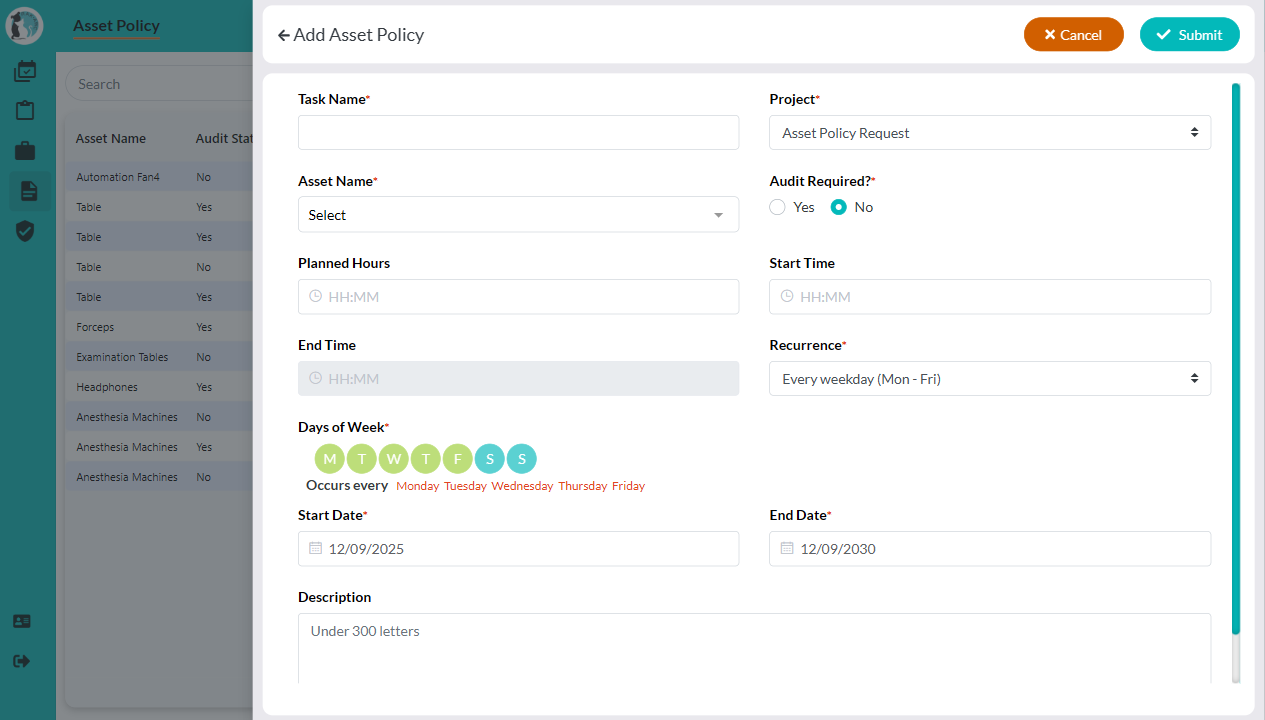 Asset Policy
Search
Asset Name Audit Stat
Automation Fan4 No
Table Yes
Table Yes
Table No
Table Yes
Forceps Yes
Examination Tables No
Headphones Yes
Anesthesia Machines No
Anesthesia Machines Yes
Anesthesia Machines No
Add Asset Policy
Cancel
Submit
Task Name*
Project*
Asset Policy Request
Asset Name*
Select
Audit Required?*
Yes No
Planned Hours
HH:MM
Start Time
HH:MM
End Time
HH:MM
Recurrence*
Every weekday (Mon - Fri)
Days of Week*
M T W T F S S
Occurs every Monday Tuesday Wednesday Thursday Friday
Start Date*
12/09/2025
End Date*
12/09/2030
Description
Under 300 letters